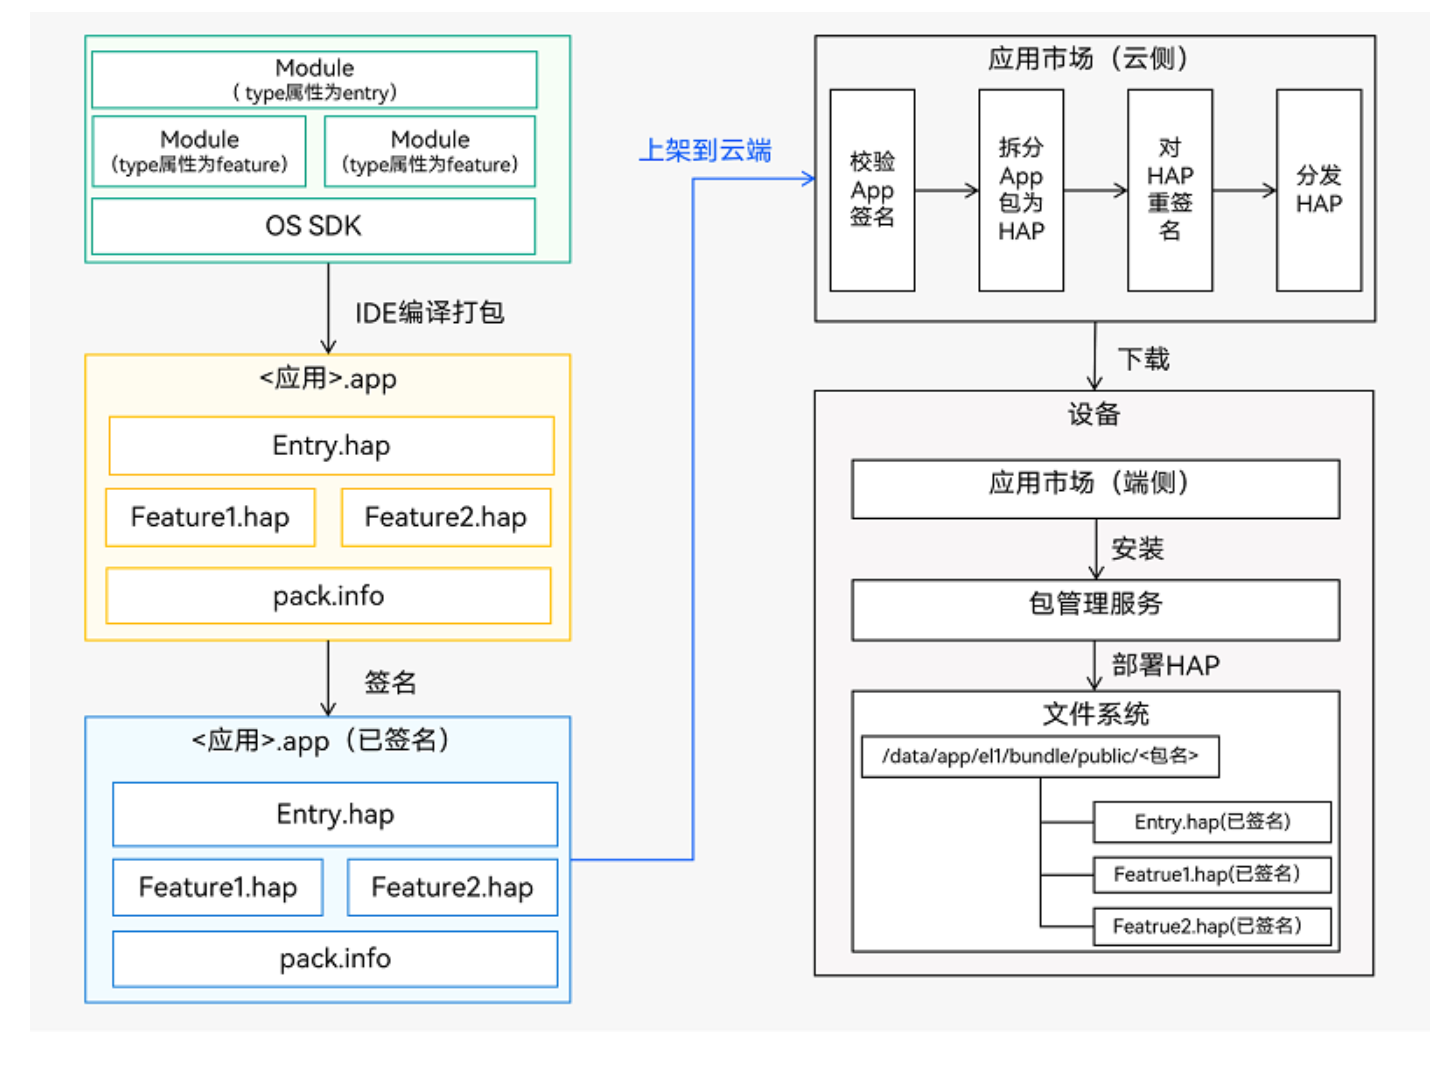 Module
（type属性为entry）
Module
（type属性为feature）
Module
（type属性为feature）
OS SDK
IDE编译打包
<应用>.app
Entry.hap
Feature1.hap
Feature2.hap
pack.info
签名
<应用>.app（已签名）
Entry.hap
Feature1.hap
Feature2.hap
pack.info
上架到云端
应用市场（云侧）
校验
App
签名
拆分
App
包为
HAP
对
HAP
重签
名
分发
HAP
下载
设备
应用市场（端侧）
安装
包管理服务
部署HAP
文件系统
/data/app/el1/bundle/public/<包名>
Entry.hap(已签名）
Featrue1.hap(已签名）
Featrue2.hap(已签名）